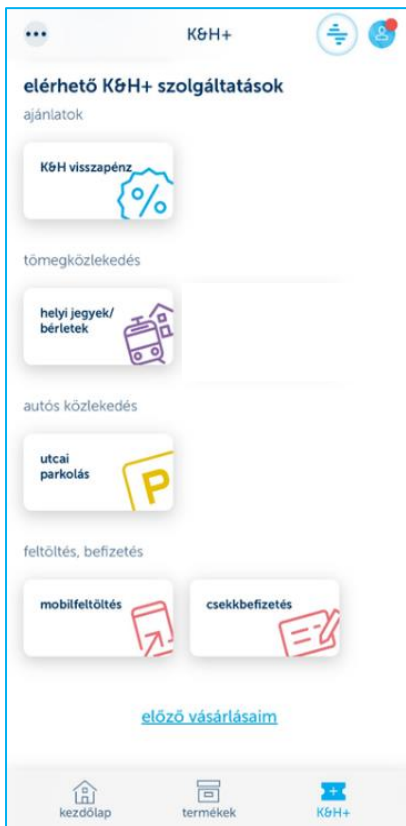 K&H+
elérhető K&H+ szolgáltatások
ajánlatok
K&H visszapénz
%
tömegközlekedés
helyi jegyek/
bérletek
autós közlekedés
utcai
parkolás
P
feltöltés, befizetés
mobilfeltöltés
csekkbefizetés
előző vásárlásaim
kezdőlap
termékek
K&H+